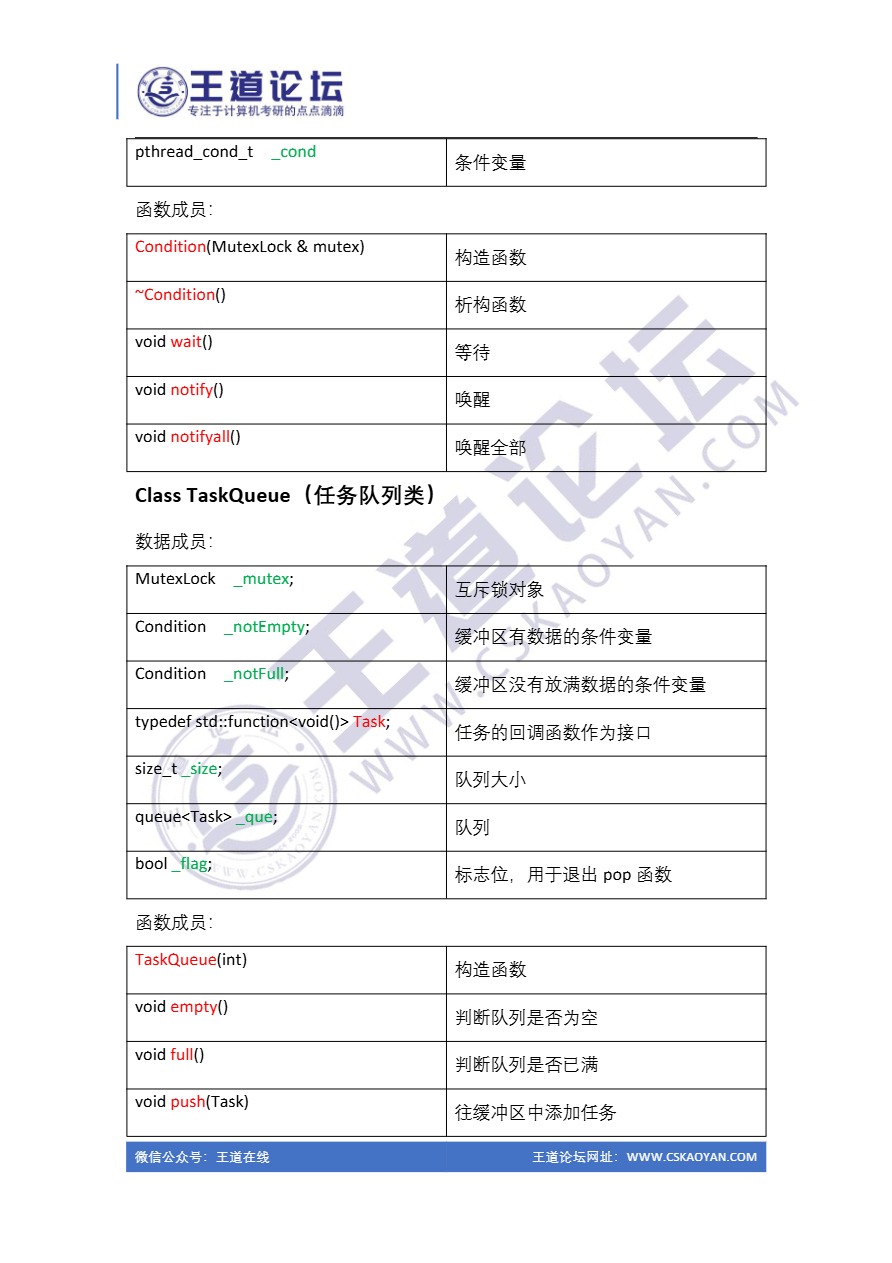 王道论坛
专注于计算机考研的点点滴滴
pthread_cond_t _cond
条件变量
函数成员：
Condition(MutexLock & mutex)
构造函数
~Condition()
析构函数
void wait()
等待
void notify()
唤醒
void notifyall()
唤醒全部
Class TaskQueue（任务队列类）
数据成员：
MutexLock _mutex;
互斥锁对象
Condition _notEmpty;
缓冲区有数据的条件变量
Condition _notFull;
缓冲区没有放满数据的条件变量
typedef std::function<void()> Task;
任务的回调函数作为接口
size_t _size;
队列大小
queue<Task> _que;
队列
bool _flag;
标志位，用于退出 pop 函数
函数成员：
TaskQueue(int)
构造函数
void empty()
判断队列是否为空
void full()
判断队列是否已满
void push(Task)
往缓冲区中添加任务
王道论坛
WWW.CSKAOYAN.COM
微信公众号：王道在线
王道论坛网址：WWW.CSKAOYAN.COM